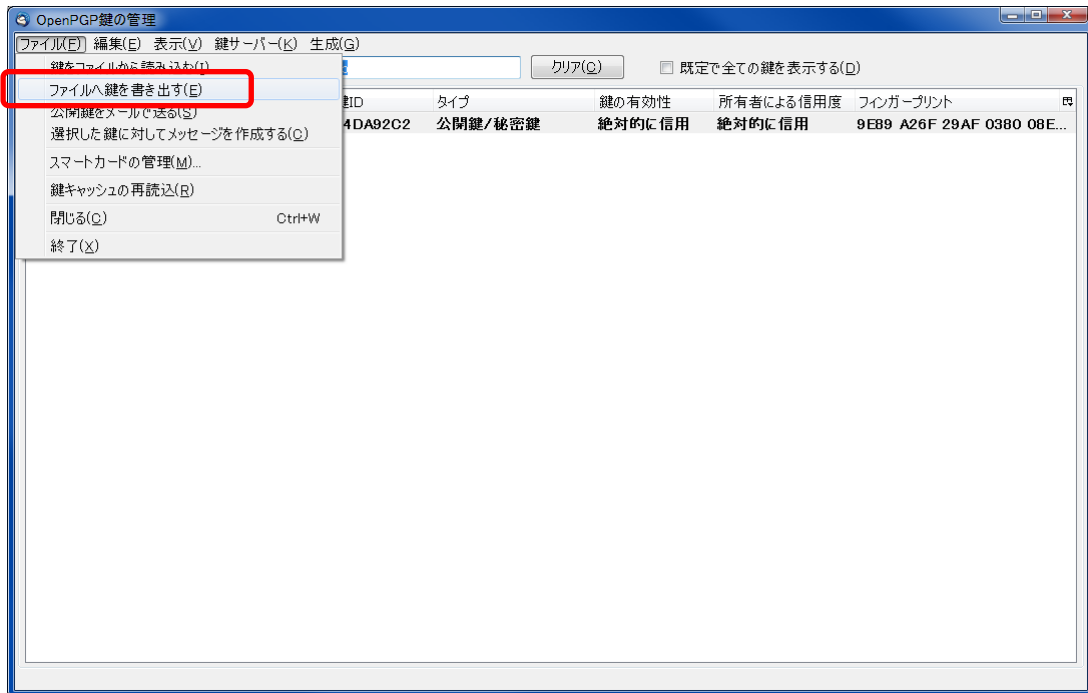 OpenPGP鍵の管理
ファイル(F) 編集(E) 表示(V) 鍵サーバー(K) 生成(G)
鍵をファイルから読み込む(I)
クリア(C) 既定で全ての鍵を表示する(D)
ファイルへ鍵を書き出す(E)
鍵ID タイプ 鍵の有効性 所有者による信用度 フィンガープリント
公開鍵をメールで送る(S)
4DA92C2 公開鍵/秘密鍵 絶対的に信用 絶対的に信用 9E89 A26F 29AF 0380 08E...
選択した鍵に対してメッセージを作成する(C)
スマートカードの管理(M)...
鍵キャッシュの再読込(R)
閉じる(C) Ctrl+W
終了(X)